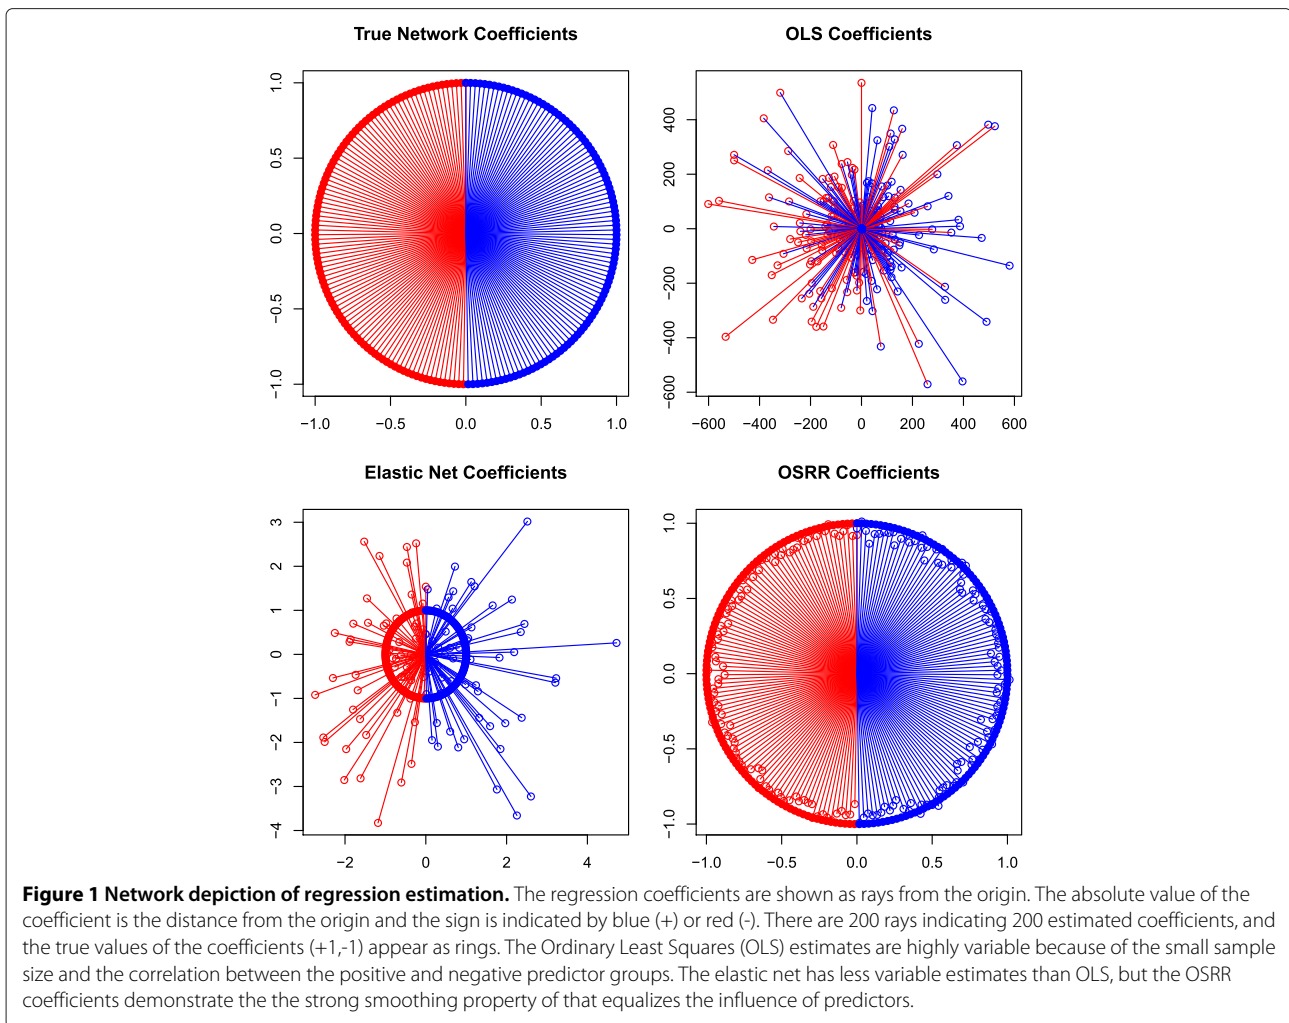 True Network Coefficients
1.0
0.5
0.0
−0.5
−1.0
−1.0 −0.5 0.0 0.5 1.0
OLS Coefficients
400
200
0
−200
−400
−600
−600 −400 −200 0 200 400 600
Elastic Net Coefficients
3
2
1
0
−1
−2
−3
−4
−2 0 2 4
OSRR Coefficients
1.0
0.5
0.0
−0.5
−1.0
−1.0 −0.5 0.0 0.5 1.0
Figure 1 Network depiction of regression estimation. The regression coefficients are shown as rays from the origin. The absolute value of the
coefficient is the distance from the origin and the sign is indicated by blue (+) or red (-). There are 200 rays indicating 200 estimated coefficients, and
the true values of the coefficients (+1,-1) appear as rings. The Ordinary Least Squares (OLS) estimates are highly variable because of the small sample
size and the correlation between the positive and negative predictor groups. The elastic net has less variable estimates than OLS, but the OSRR
coefficients demonstrate the the strong smoothing property of that equalizes the influence of predictors.